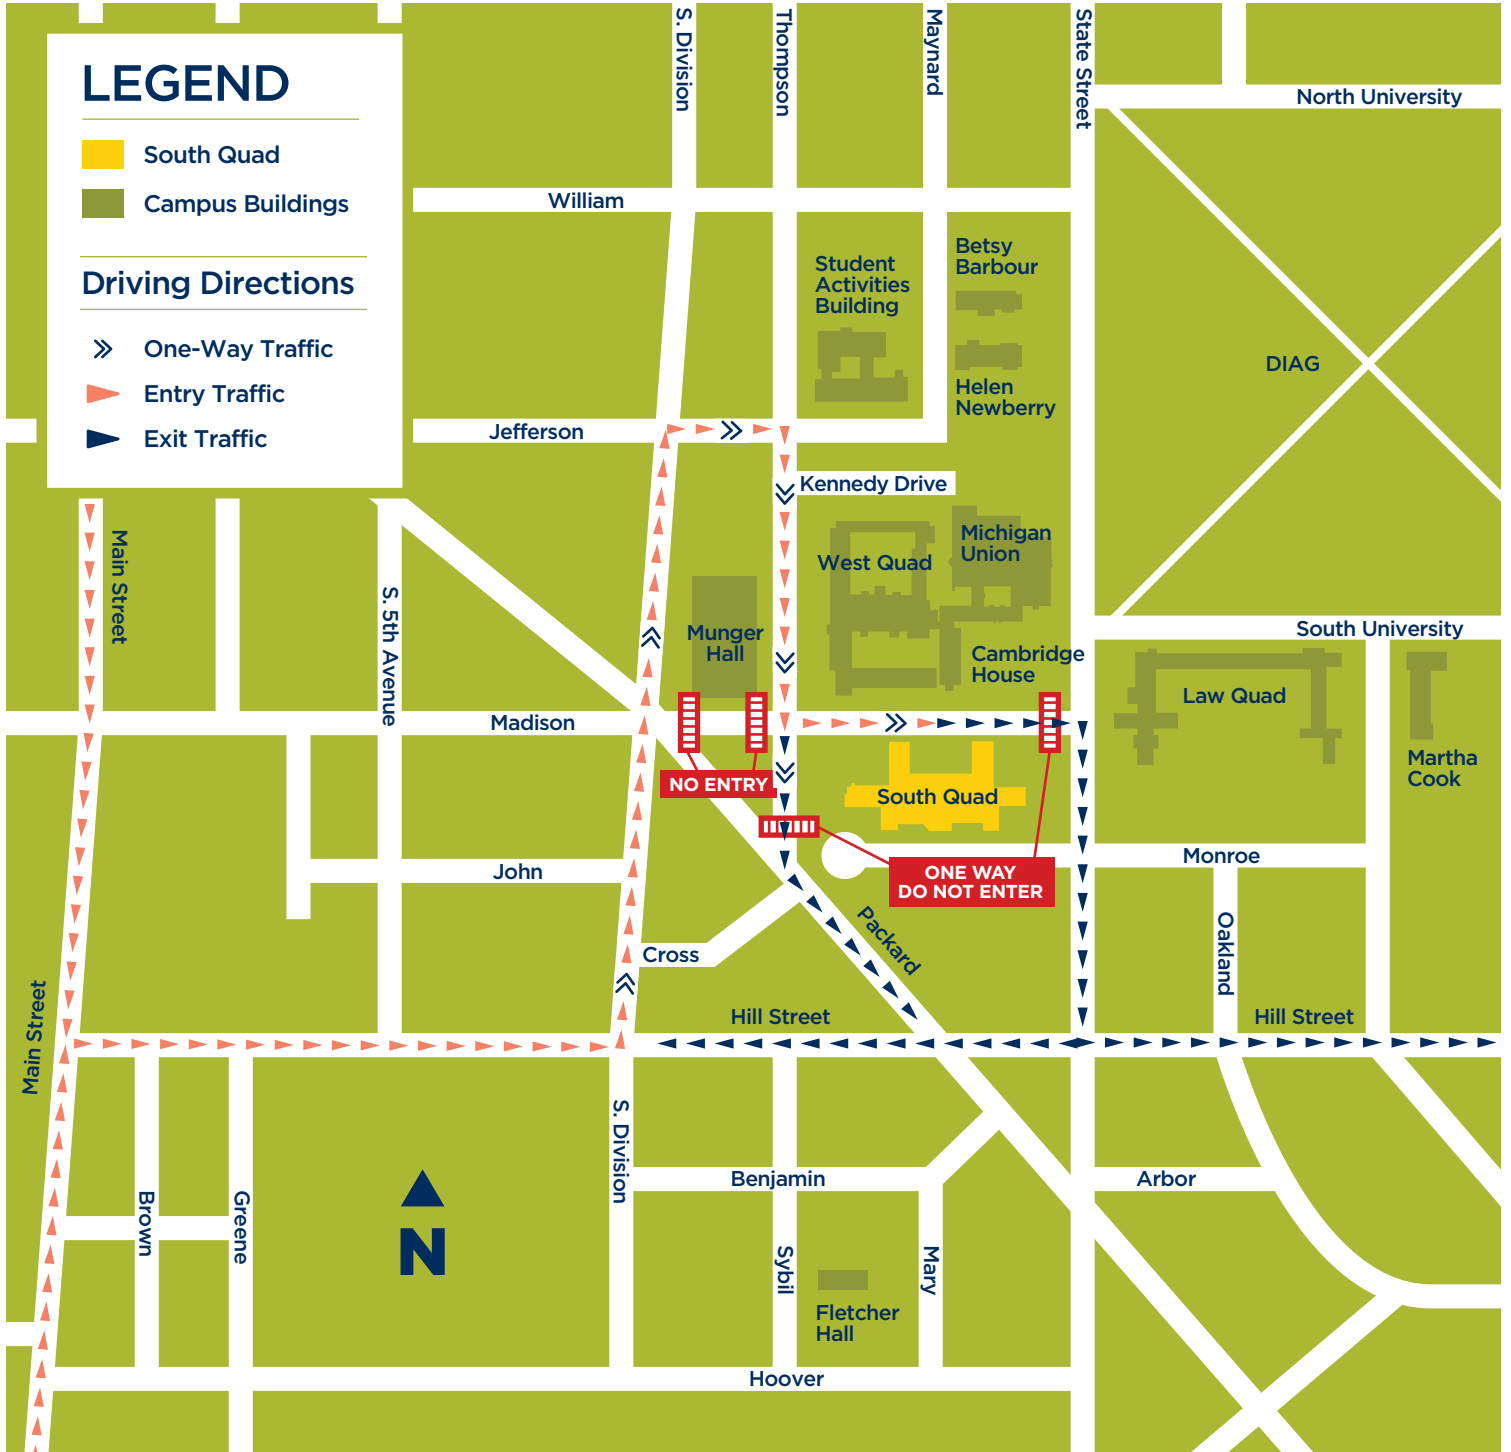 LEGEND
South Quad
Campus Buildings
Driving Directions
One-Way Traffic
Entry Traffic
Exit Traffic
S. Division
Thompson
Maynard
State Street
North University
William
Student
Activities
Building
Betsy
Barbour
Helen
Newberry
DIAG
Jefferson
Kennedy Drive
Main Street
S. 5th Avenue
West Quad
Michigan
Union
Munger
Hall
Cambridge
House
South University
Law Quad
Martha
Cook
Madison
NO ENTRY
South Quad
ONE WAY
DO NOT ENTER
Monroe
John
Cross
Packard
Oakland
Main Street
Hill Street
Hill Street
S. Division
Benjamin
Arbor
Brown
Greene
N
Sybil
Mary
Fletcher
Hall
Hoover